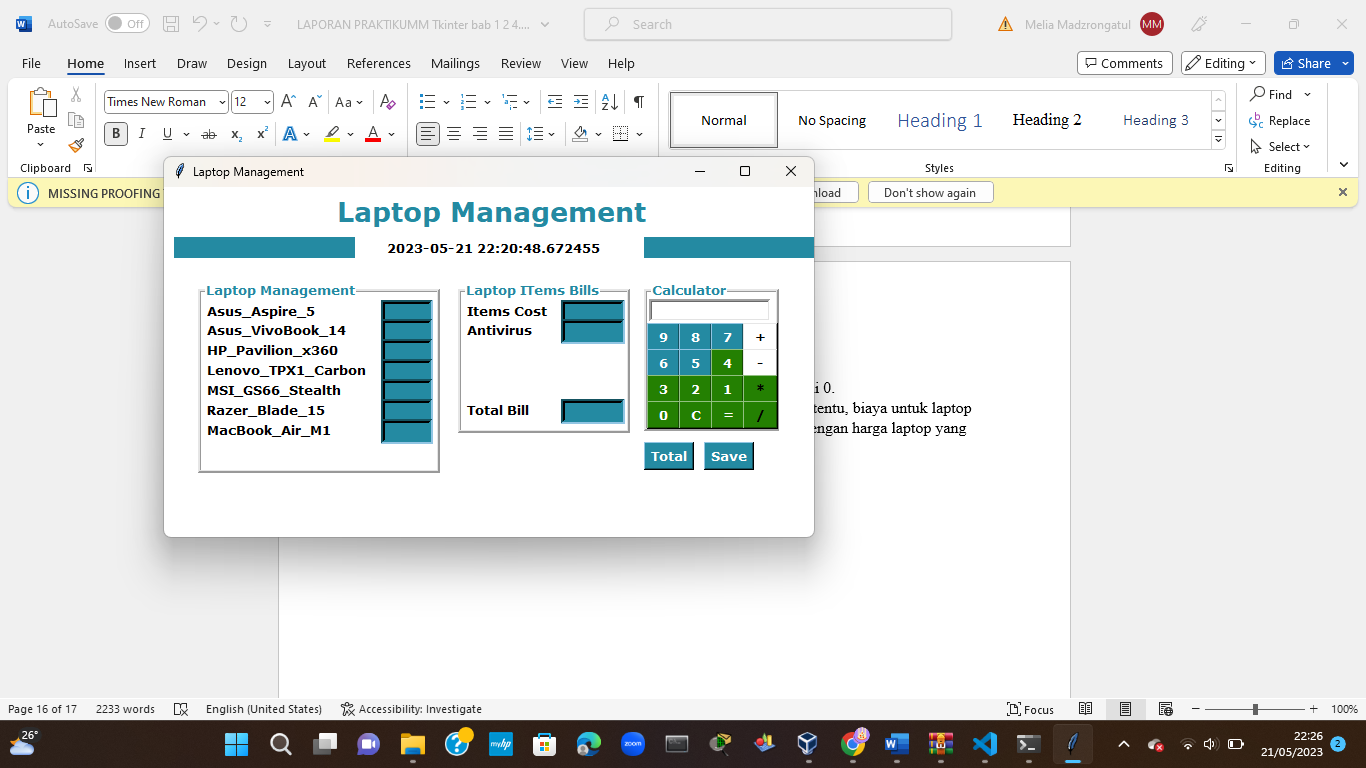 AutoSave Off LAPORAN PRAKTIKUMM Tkinter bab 1 2 4.... Search Melia Madzrongatul MM
File Home Insert Draw Design Layout References Mailings Review View Help Comments Editing Share
Paste Times New Roman 12 Aa Normal No Spacing Heading 1 Heading 2 Heading 3 Find
B I U ab x2 x2 A A Replace
Select
Clipboard Styles Editing
MISSING PROOFING Don't show again
Laptop Management
Laptop Management
2023-05-21 22:20:48.672455
Laptop Management
Asus_Aspire_5
Asus_VivoBook_14
HP_Pavilion_x360
Lenovo_TPX1_Carbon
MSI_GS66_Stealth
Razer_Blade_15
MacBook_Air_M1
Laptop ITems Bills
Items Cost
Antivirus
Total Bill
Calculator
9 8 7 +
6 5 4 -
3 2 1 *
0 C = /
Total Save
i 0.
tentu, biaya untuk laptop
engan harga laptop yang
Page 16 of 17 2233 words English (United States) Accessibility: Investigate Focus 100%
26°
zoom
22:26
21/05/2023
2